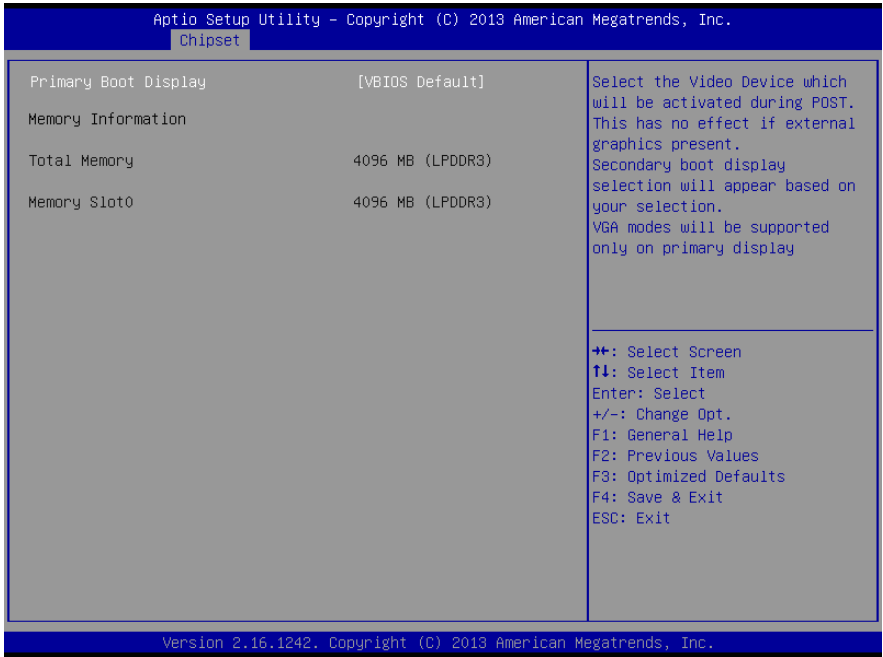 Aptio Setup Utility – Copyright (C) 2013 American Megatrends, Inc.
Chipset
Primary Boot Display [VBIOS Default]
Memory Information
Total Memory 4096 MB (LPDDR3)
Memory Slot0 4096 MB (LPDDR3)
Select the Video Device which
will be activated during POST.
This has no effect if external
graphics present.
Secondary boot display
selection will appear based on
your selection.
VGA modes will be supported
only on primary display
→←: Select Screen
↑↓: Select Item
Enter: Select
+/-: Change Opt.
F1: General Help
F2: Previous Values
F3: Optimized Defaults
F4: Save & Exit
ESC: Exit
Version 2.16.1242. Copyright (C) 2013 American Megatrends, Inc.